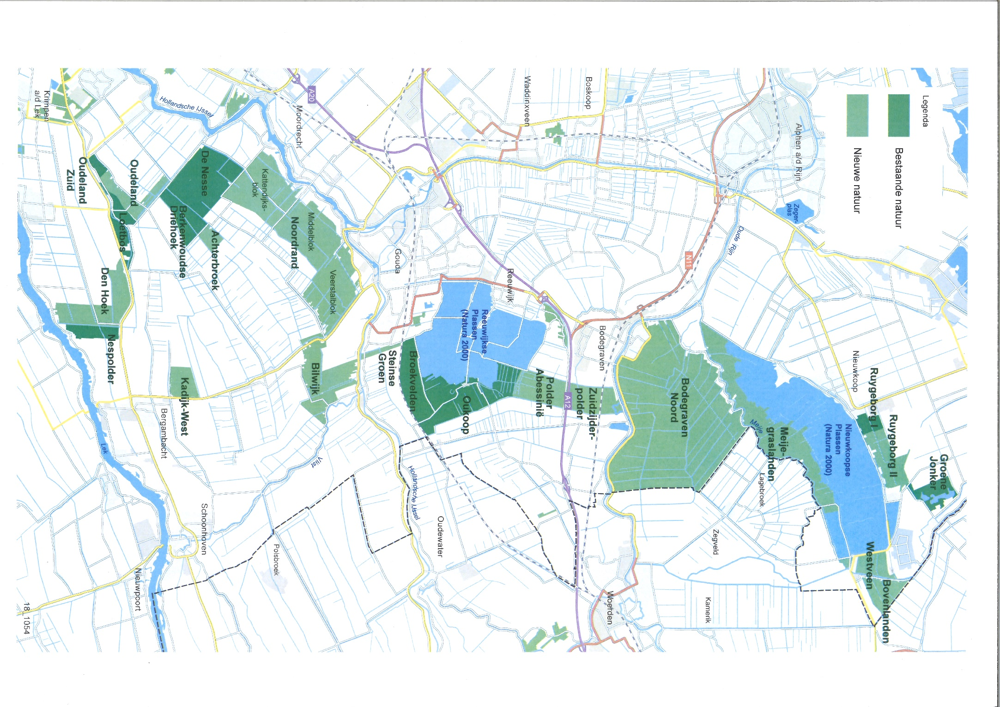 Legenda
Bestaande natuur
Nieuwe natuur
Alphen a/d Rijn
Zeger-
plas
Nieuwkoop
Ruygeborg I
Ruygeborg II
Groene
Jonker
Nieuwkoopse
Plassen
(Natura 2000)
Westveen
Bovenlanden
Meije
Meije-
graslanden
Lagebroek
Zegveld
Kamerik
Oude Rijn
N11
Bodegraven
Noord
Boskoop
Waddinxveen
Bodegraven
Zuidzijder-
polder
A12
Woerden
Reeuwijk
Polder
Abessinië
Reeuwijkse
Plassen
(Natura 2000)
Oukoop
Broekvelden
Steinse
Groen
Gouda
Oudewater
Hollandsche IJssel
A20
Moordrecht
Middelblok
Noordrand
Veerstalblok
Kattendijks-
blok
Bilwijk
Vlist
Polsbroek
Hollandsche IJssel
De Nesse
Achterbroek
Berkenwoudse
Driehoek
Kadijk-West
Bergambacht
Schoonhoven
Oudeland
Loetbos
Den Hoek
Nespolder
Lek
Nieuwpoort
Oudeland
Zuid
Krimpen
a/d Lek
18_1054